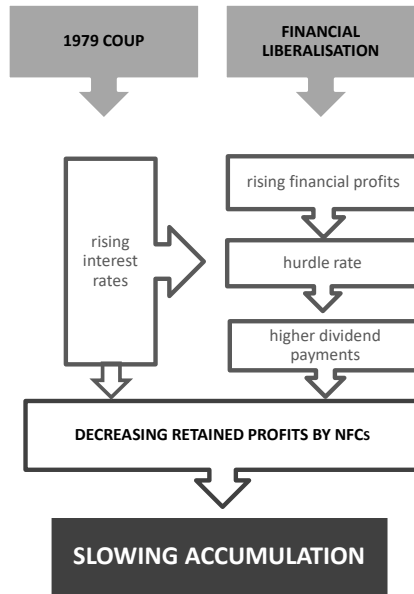 1979 COUP
FINANCIAL
LIBERALISATION
rising financial profits
rising
interest
rates
hurdle rate
higher dividend
payments
DECREASING RETAINED PROFITS BY NFCs
SLOWING ACCUMULATION